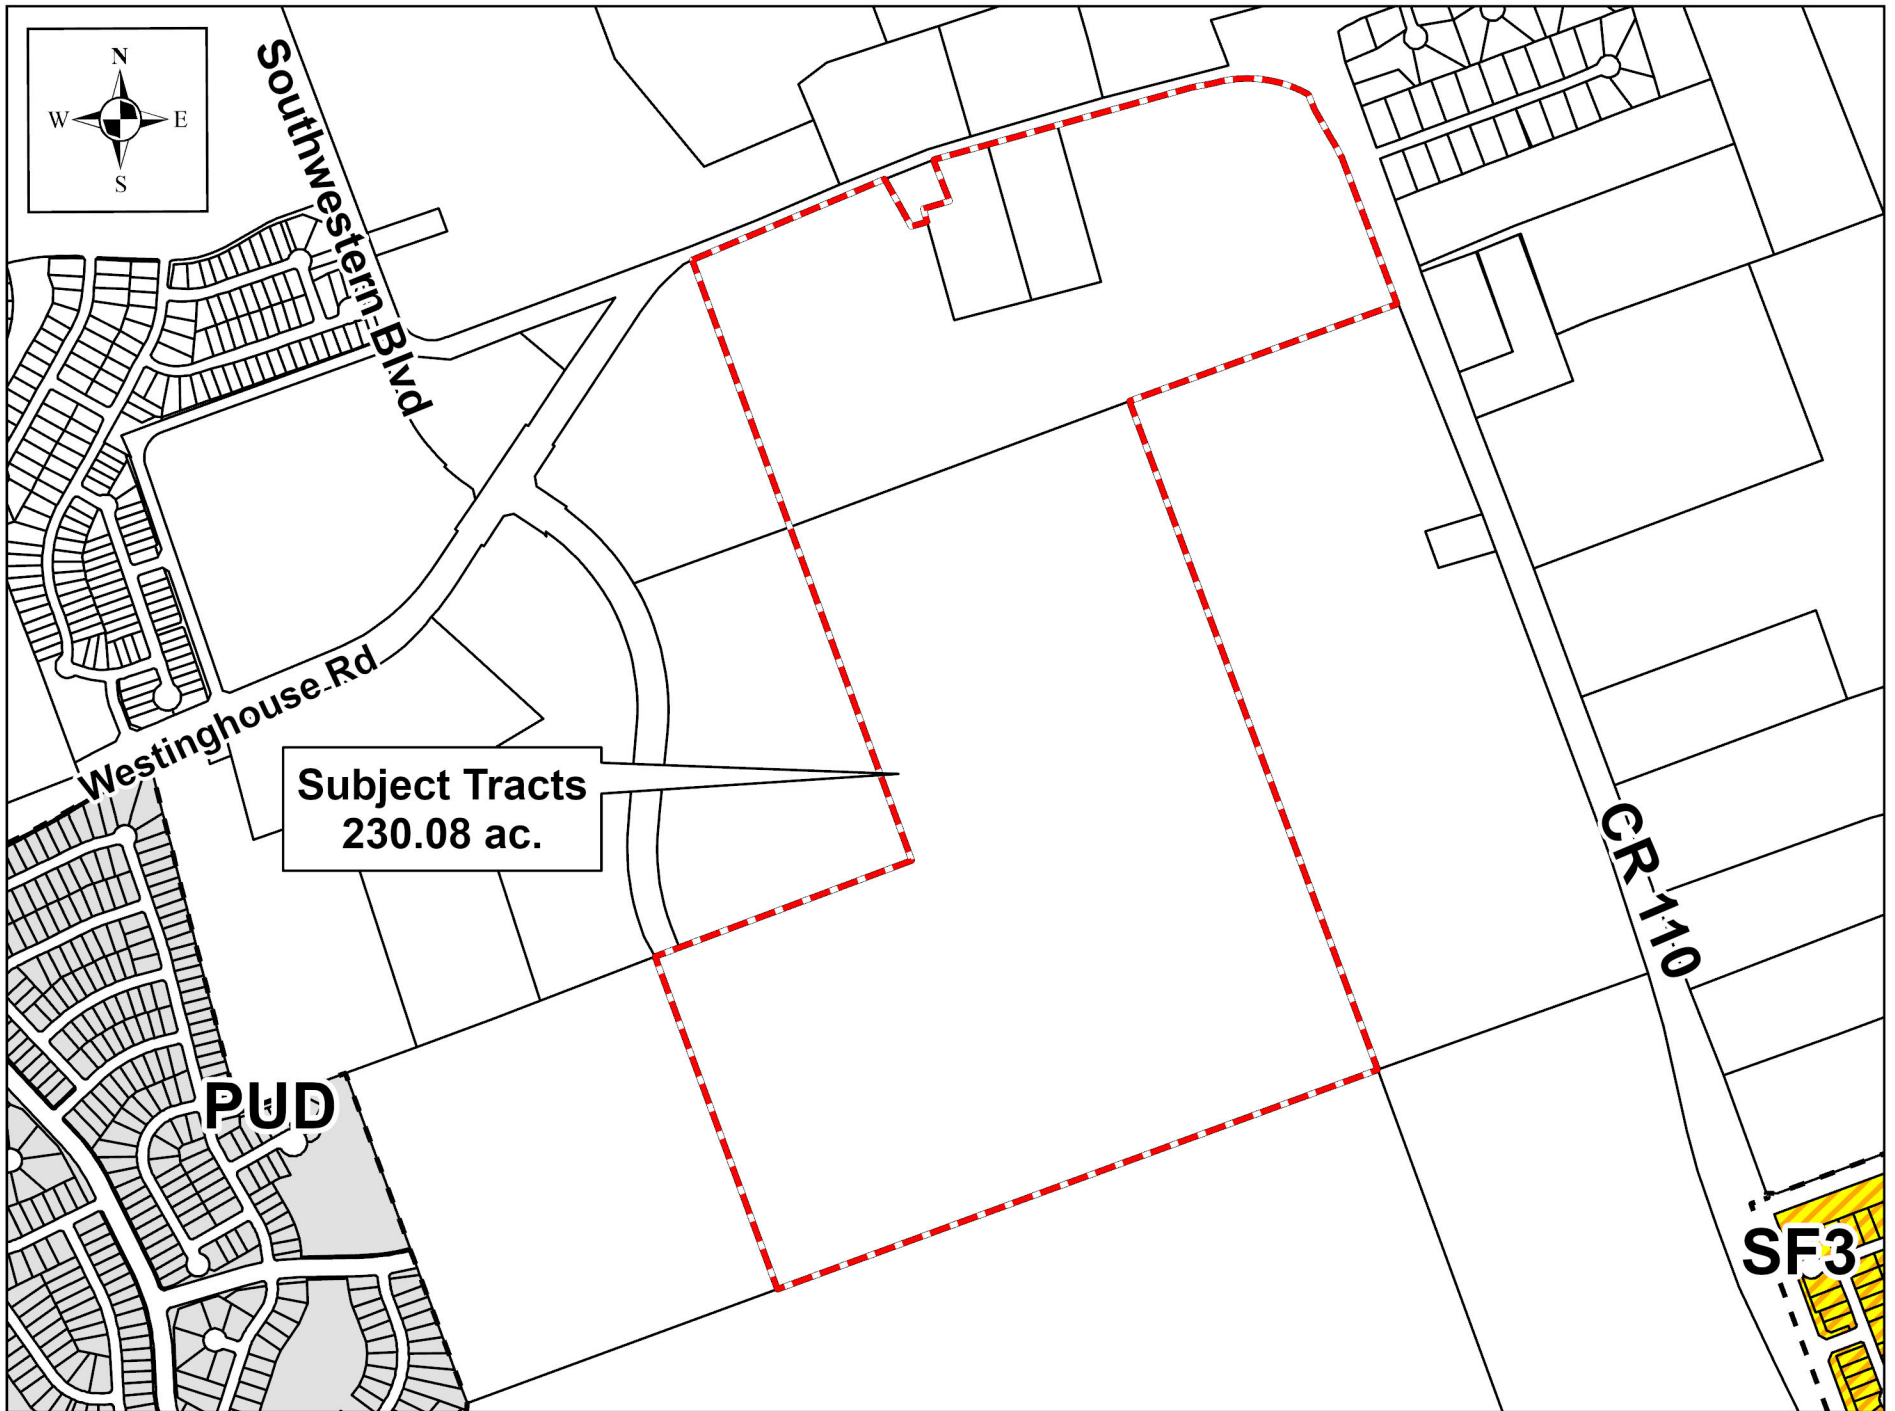 N
W E
S
Southwestern Blvd
Westinghouse Rd
Subject Tracts
230.08 ac.
CR 110
PUD
SF3